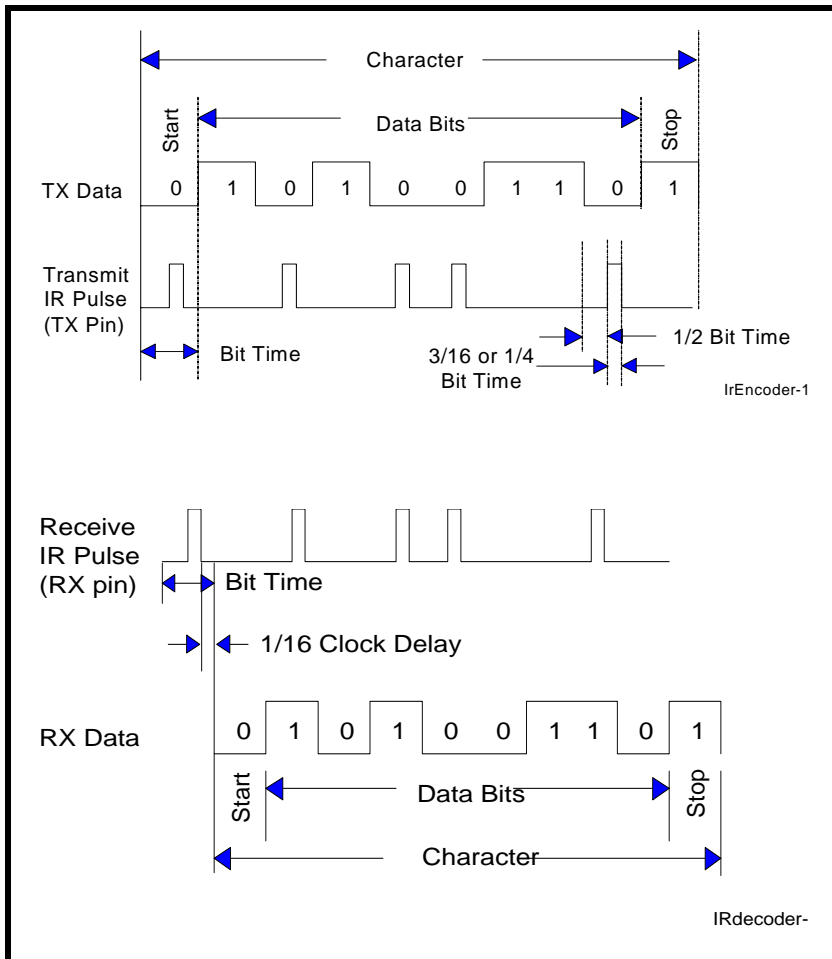 Character
Start
Data Bits
Stop
TX Data
0 1 0 1 0 0 1 1 0 1
Transmit
IR Pulse
(TX Pin)
Bit Time
1/2 Bit Time
3/16 or 1/4
Bit Time
IrEncoder-1
Receive
IR Pulse
(RX pin)
Bit Time
1/16 Clock Delay
RX Data
0 1 0 1 0 0 1 1 0 1
Start
Data Bits
Stop
Character
IRdecoder-